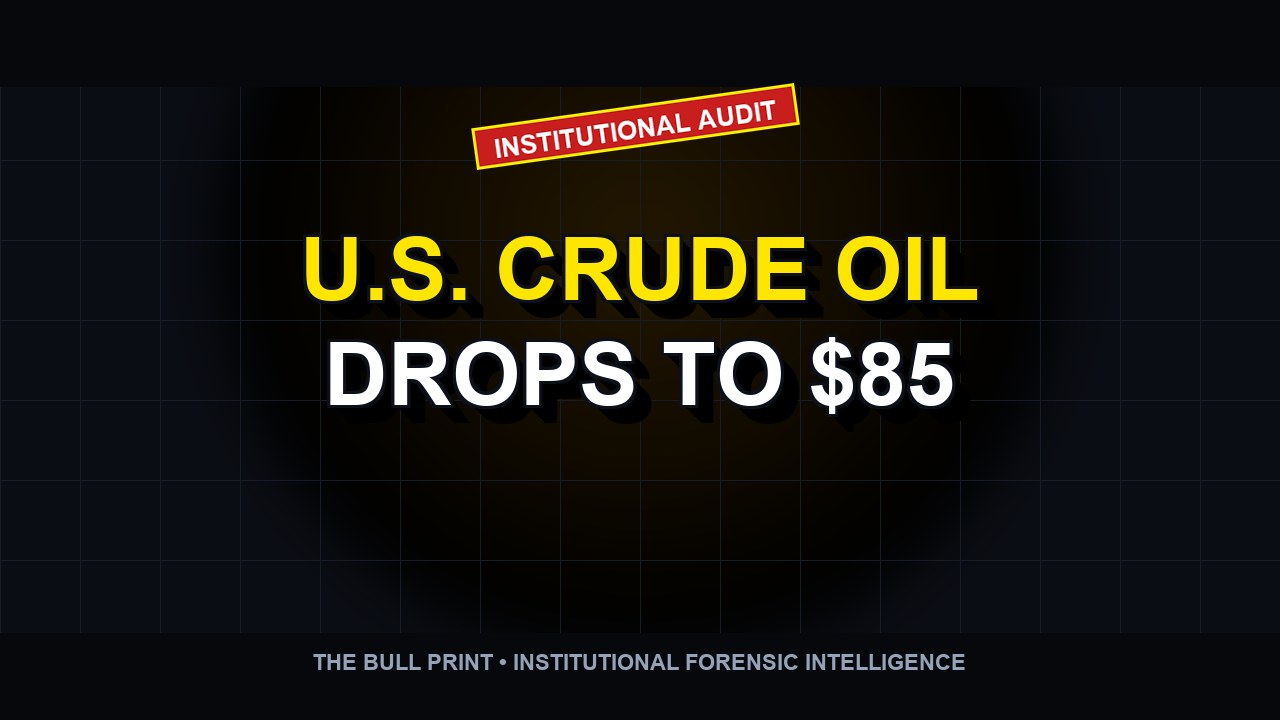 INSTITUTIONAL AUDIT
U.S. CRUDE OIL
DROPS TO $85
THE BULL PRINT • INSTITUTIONAL FORENSIC INTELLIGENCE